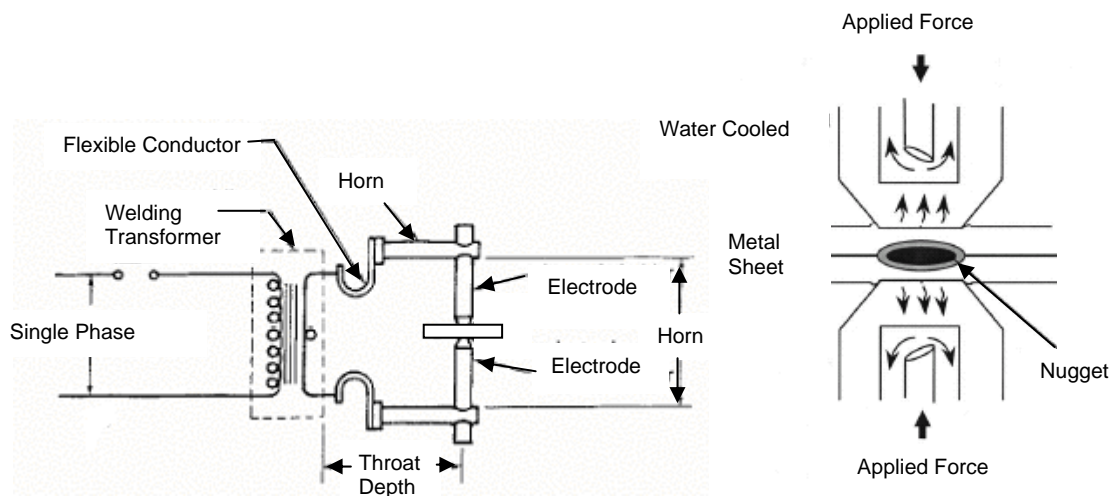 Applied Force
Water Cooled
Flexible Conductor
Horn
Welding
Transformer
Metal
Sheet
Electrode
Single Phase
Horn
Electrode
Nugget
Throat
Depth
Applied Force